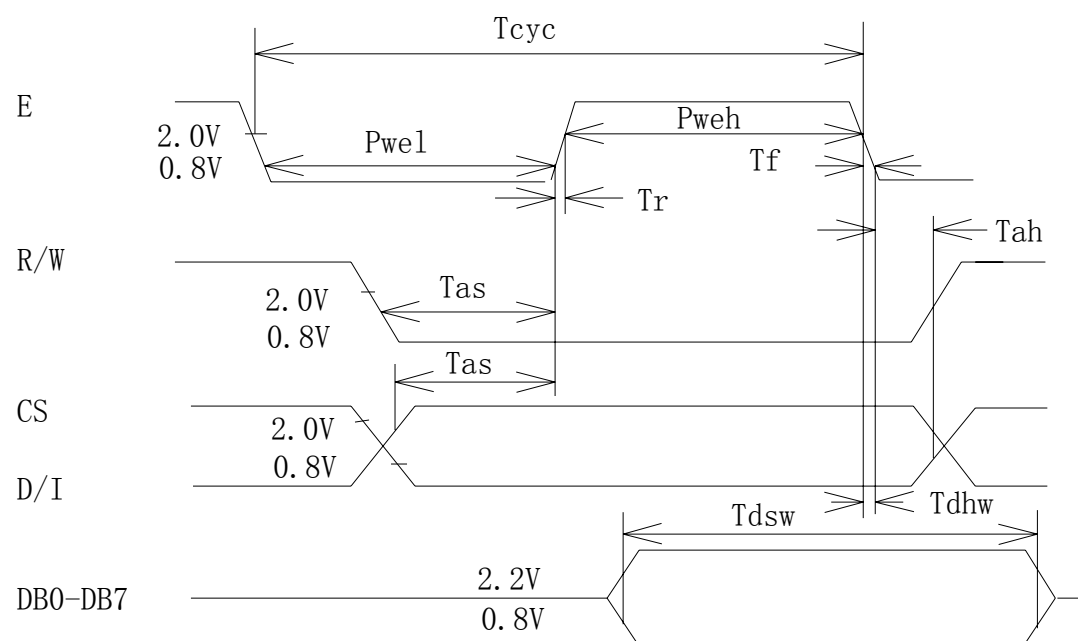 Tcyc
E
2.0V
Pweh
0.8V
Pwel
Tf
Tr
Tah
R/W
2.0V
Tas
0.8V
Tas
CS
2.0V
0.8V
D/I
Tdsw
Tdhw
2.2V
DB0-DB7
0.8V